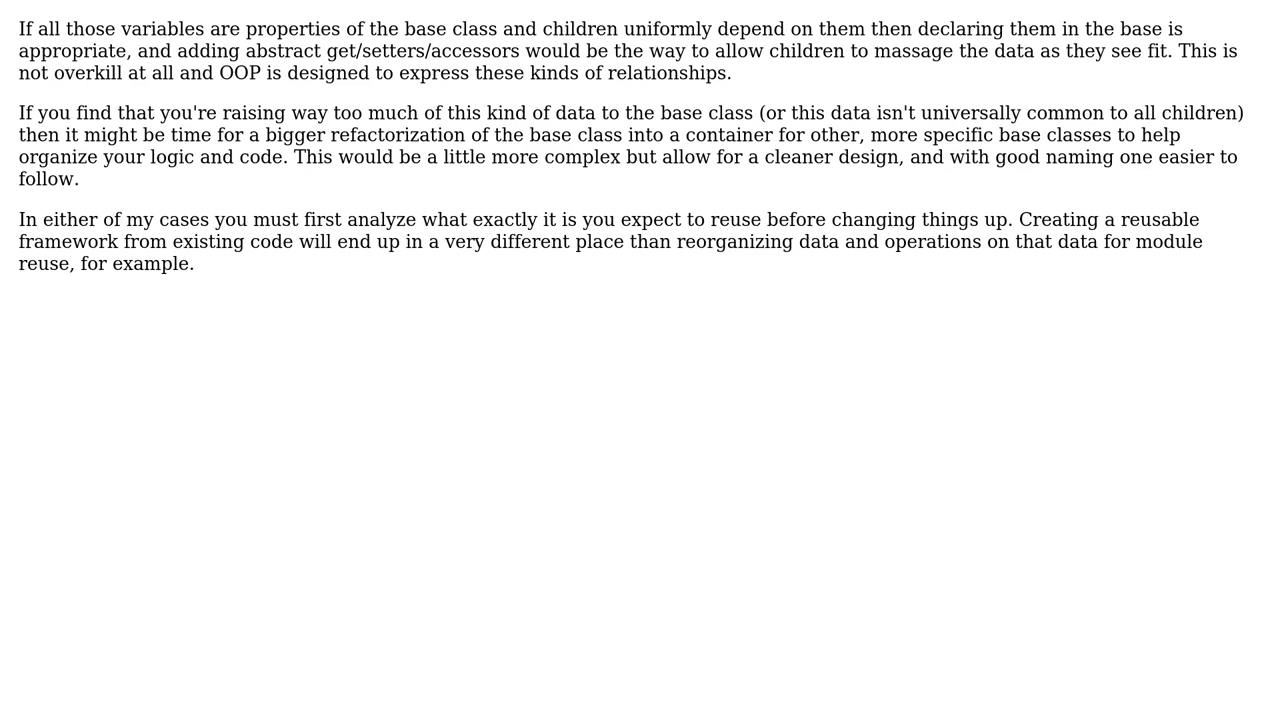 If all those variables are properties of the base class and children uniformly depend on them then declaring them in the base is
appropriate, and adding abstract get/setters/accessors would be the way to allow children to massage the data as they see fit. This is
not overkill at all and OOP is designed to express these kinds of relationships.
If you find that you're raising way too much of this kind of data to the base class (or this data isn't universally common to all children)
then it might be time for a bigger refactorization of the base class into a container for other, more specific base classes to help
organize your logic and code. This would be a little more complex but allow for a cleaner design, and with good naming one easier to
follow.
In either of my cases you must first analyze what exactly it is you expect to reuse before changing things up. Creating a reusable
framework from existing code will end up in a very different place than reorganizing data and operations on that data for module
reuse, for example.